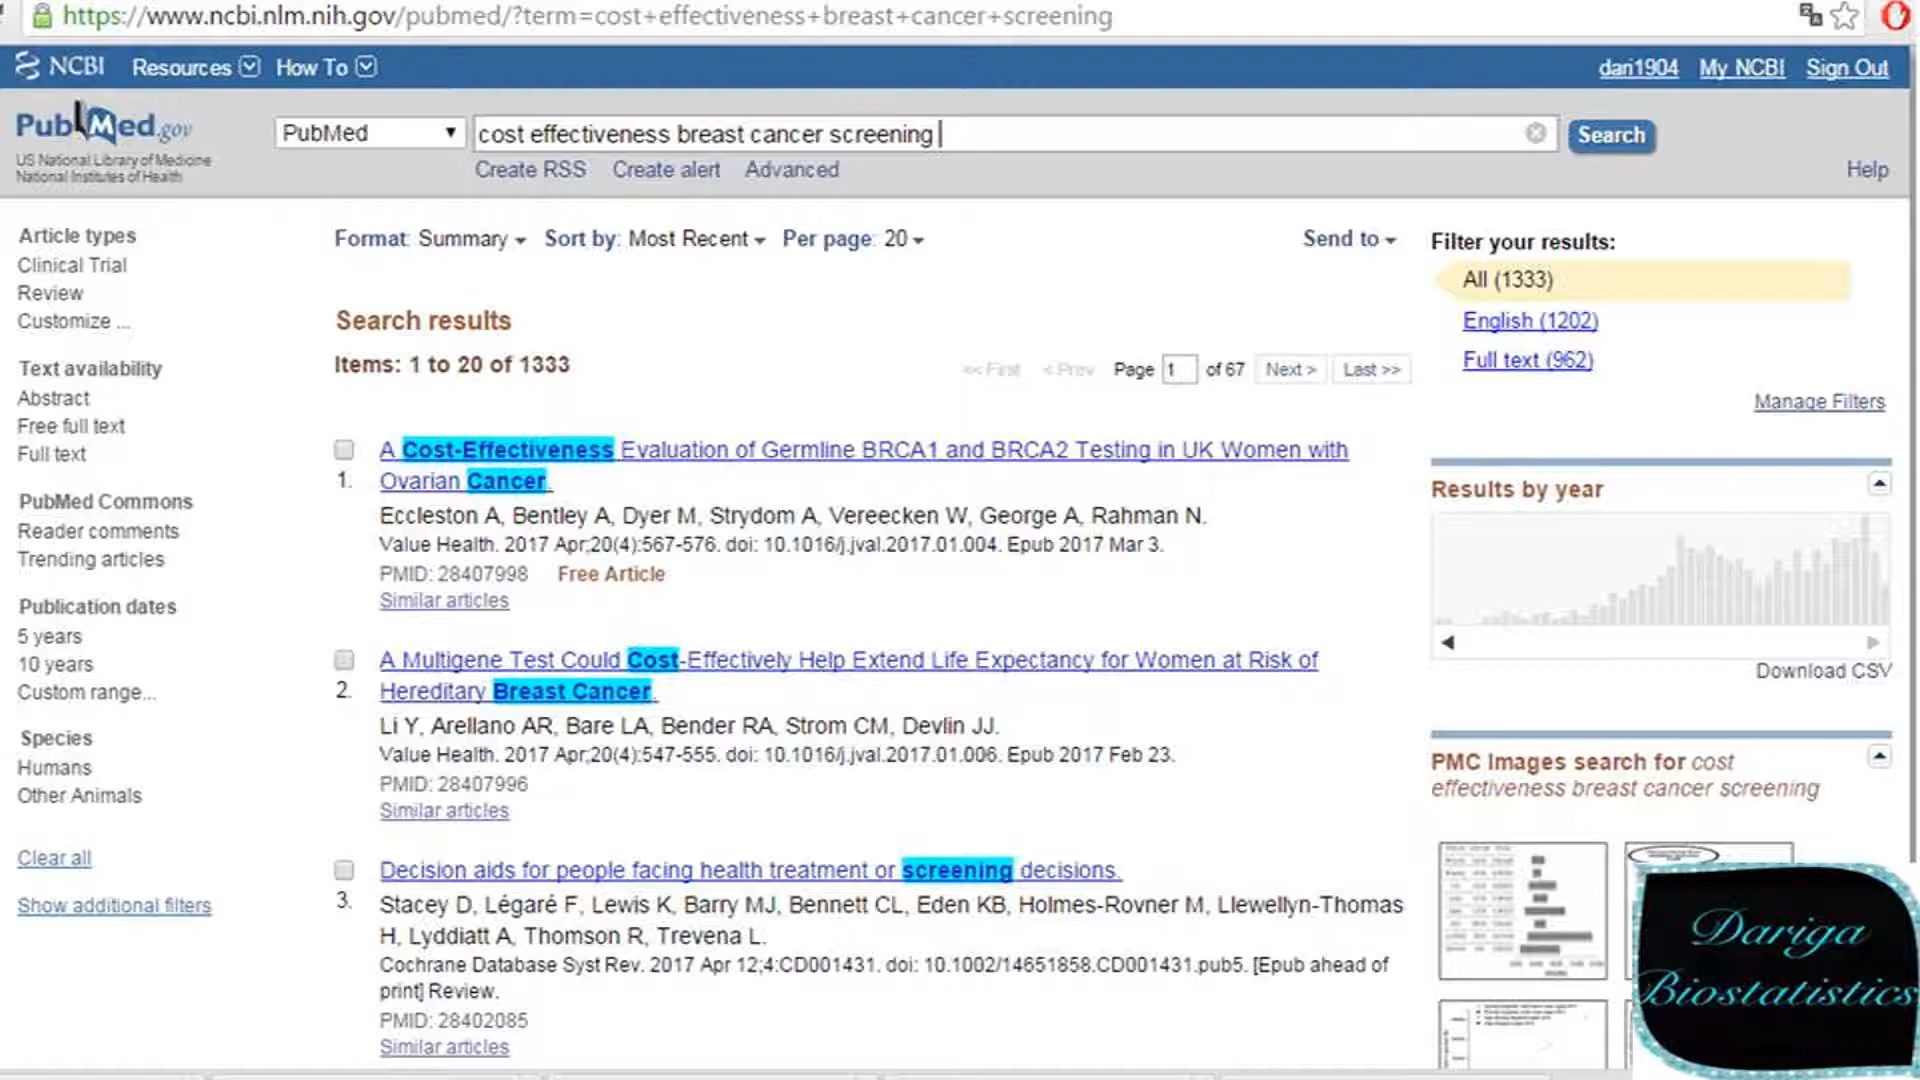 https://www.ncbi.nlm.nih.gov/pubmed/?term=cost+effectiveness+breast+cancer+screening
NCBI Resources How To dari1904 My NCBI Sign Out
PubMed.gov
US National Library of Medicine
National Institutes of Health
PubMed
cost effectiveness breast cancer screening
Search
Create RSS Create alert Advanced
Help
Article types
Clinical Trial
Review
Customize ...
Text availability
Abstract
Free full text
Full text
PubMed Commons
Reader comments
Trending articles
Publication dates
5 years
10 years
Custom range...
Species
Humans
Other Animals
Clear all
Show additional filters
Format: Summary Sort by: Most Recent Per page: 20 Send to
Search results
Items: 1 to 20 of 1333
<< First < Prev Page 1 of 67 Next > Last >>
A Cost-Effectiveness Evaluation of Germline BRCA1 and BRCA2 Testing in UK Women with
1. Ovarian Cancer.
Eccleston A, Bentley A, Dyer M, Strydom A, Vereecken W, George A, Rahman N.
Value Health. 2017 Apr;20(4):567-576. doi: 10.1016/j.jval.2017.01.004. Epub 2017 Mar 3.
PMID: 28407998 Free Article
Similar articles
A Multigene Test Could Cost-Effectively Help Extend Life Expectancy for Women at Risk of
2. Hereditary Breast Cancer.
Li Y, Arellano AR, Bare LA, Bender RA, Strom CM, Devlin JJ.
Value Health. 2017 Apr;20(4):547-555. doi: 10.1016/j.jval.2017.01.006. Epub 2017 Feb 23.
PMID: 28407996
Similar articles
Decision aids for people facing health treatment or screening decisions.
3. Stacey D, Légaré F, Lewis K, Barry MJ, Bennett CL, Eden KB, Holmes-Rovner M, Llewellyn-Thomas
H, Lyddiatt A, Thomson R, Trevena L.
Cochrane Database Syst Rev. 2017 Apr 12;4:CD001431. doi: 10.1002/14651858.CD001431.pub5. [Epub ahead of
print] Review.
PMID: 28402085
Similar articles
Filter your results:
All (1333)
English (1202)
Full text (962)
Manage Filters
Results by year
Download CSV
PMC Images search for cost
effectiveness breast cancer screening
Dariga
Biostatistics